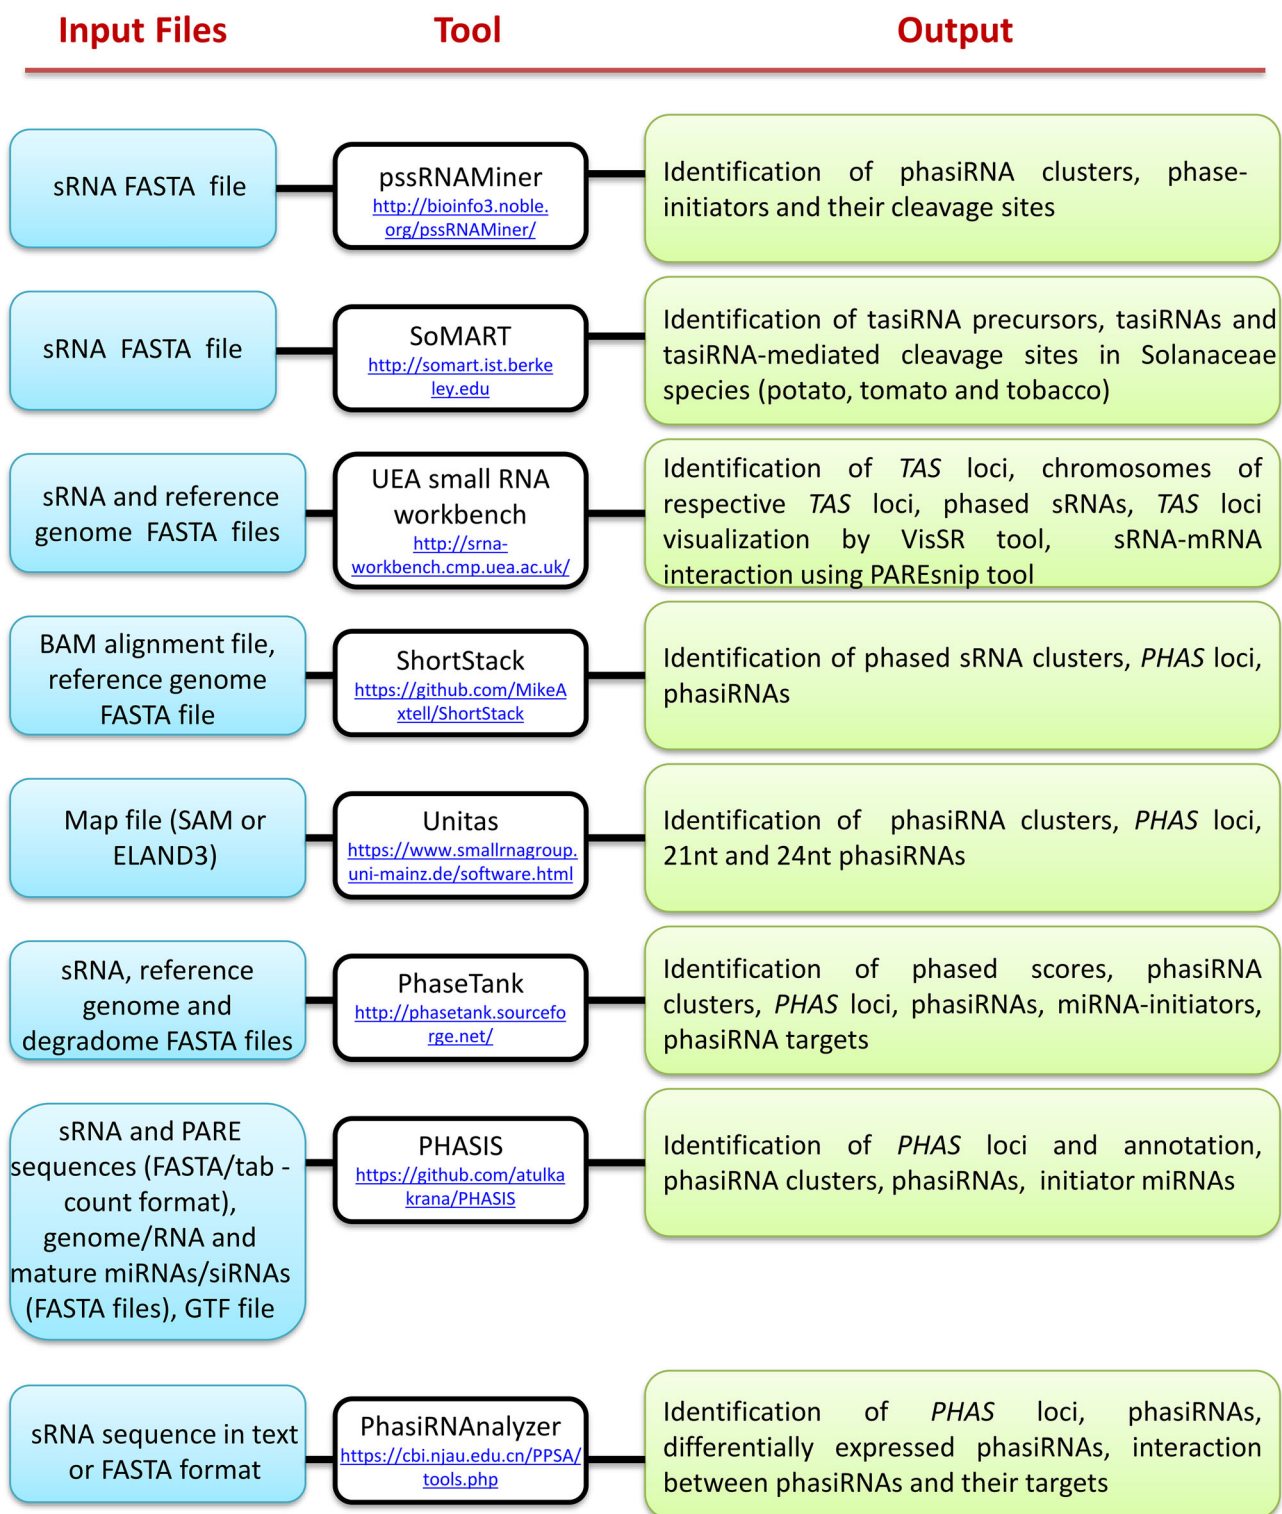 Input Files
Tool
Output
sRNA FASTA file
pssRNAMiner
http://bioinfo3.noble.
org/pssRNAMiner/
Identification of phasiRNA clusters, phase-
initiators and their cleavage sites
sRNA FASTA file
SoMART
http://somart.ist.berke
ley.edu
Identification of tasiRNA precursors, tasiRNAs and
tasiRNA-mediated cleavage sites in Solanaceae
species (potato, tomato and tobacco)
sRNA and reference
genome FASTA files
UEA small RNA
workbench
http://srna-
workbench.cmp.uea.ac.uk/
Identification of TAS loci, chromosomes of
respective TAS loci, phased sRNAs, TAS loci
visualization by VisSR tool, sRNA-mRNA
interaction using PAREsnip tool
BAM alignment file,
reference genome
FASTA file
ShortStack
https://github.com/MikeA
xtell/ShortStack
Identification of phased sRNA clusters, PHAS loci,
phasiRNAs
Map file (SAM or
ELAND3)
Unitas
https://www.smallrnagroup.
uni-mainz.de/software.html
Identification of phasiRNA clusters, PHAS loci,
21nt and 24nt phasiRNAs
sRNA, reference
genome and
degradome FASTA files
PhaseTank
http://phasetank.sourcefo
rge.net/
Identification of phased scores, phasiRNA
clusters, PHAS loci, phasiRNAs, miRNA-initiators,
phasiRNA targets
sRNA and PARE
sequences (FASTA/tab -
count format),
genome/RNA and
mature miRNAs/siRNAs
(FASTA files), GTF file
PHASIS
https://github.com/atulka
krana/PHASIS
Identification of PHAS loci and annotation,
phasiRNA clusters, phasiRNAs, initiator miRNAs
sRNA sequence in text
or FASTA format
PhasiRNAnalyzer
https://cbi.njau.edu.cn/PPSA/
tools.php
Identification of PHAS loci, phasiRNAs,
differentially expressed phasiRNAs, interaction
between phasiRNAs and their targets